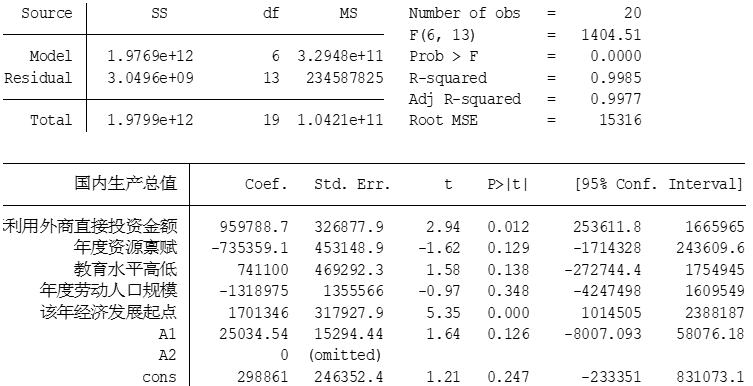 Source SS df MS Number of obs = 20
F(6, 13) = 1404.51
Model 1.9769e+12 6 3.2948e+11 Prob > F = 0.0000
Residual 3.0496e+09 13 234587825 R-squared = 0.9985
Adj R-squared = 0.9977
Total 1.9799e+12 19 1.0421e+11 Root MSE = 15316
国内生产总值 Coef. Std. Err. t P>|t| [95% Conf. Interval]
利用外商直接投资金额 959788.7 326877.9 2.94 0.012 253611.8 1665965
年度资源禀赋 -735359.1 453148.9 -1.62 0.129 -1714328 243609.6
教育水平高低 741100 469292.3 1.58 0.138 -272744.4 1754945
年度劳动人口规模 -1318975 1355566 -0.97 0.348 -4247498 1609549
该年经济发展起点 1701346 317927.9 5.35 0.000 1014505 2388187
A1 25034.54 15294.44 1.64 0.126 -8007.093 58076.18
A2 0 (omitted)
cons 298861 246352.4 1.21 0.247 -233351 831073.1